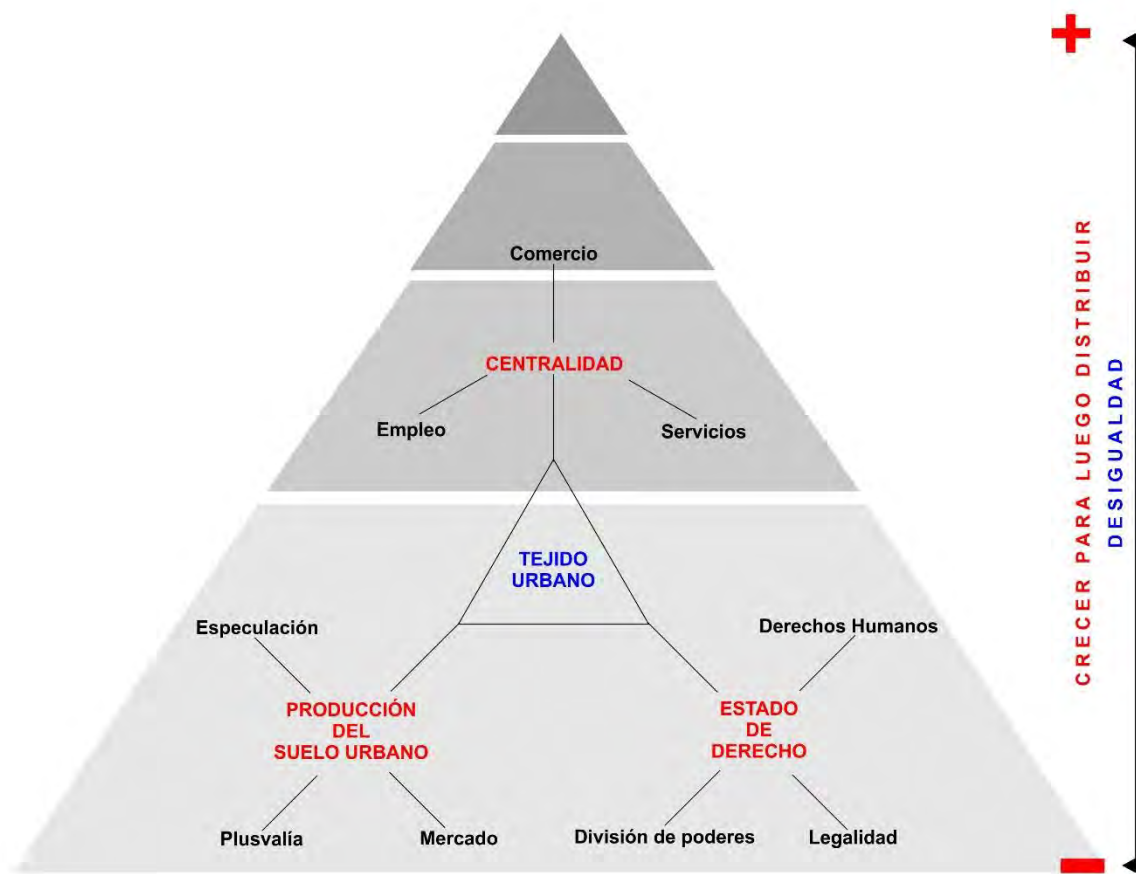 +
Comercio
CENTRALIDAD
Empleo
Servicios
TEJIDO
URBANO
Especulación
Derechos Humanos
PRODUCCIÓN
DEL
SUELO URBANO
ESTADO
DE
DERECHO
Plusvalía
Mercado
División de poderes
Legalidad
CRECER PARA LUEGO DISTRIBUIR
DESIGUALDAD
-